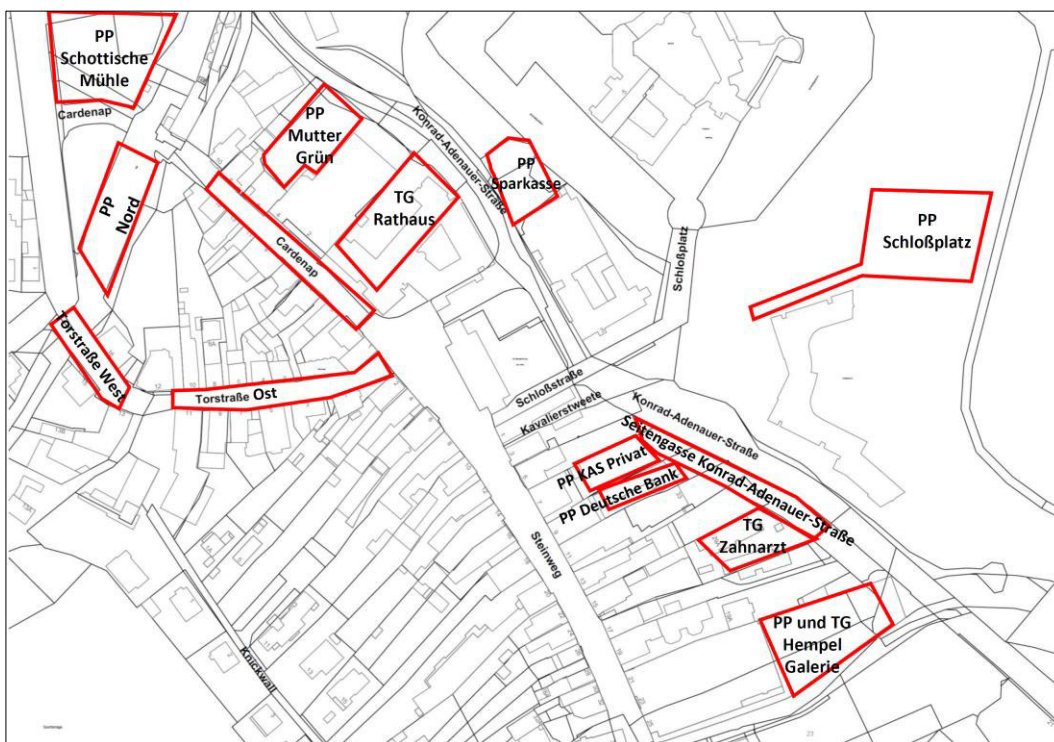 PP
Schottische
Mühle
Cardenap
PP
Nord
PP
Mutter
Grün
TG
Rathaus
Konrad-Adenauer-Straße
PP
Sparkasse
Cardenap
Schloßplatz
PP
Schloßplatz
Torstraße West
Torstraße Ost
Schloßstraße
Kavalierstweete
Konrad-Adenauer-Straße
Seitengasse Konrad-Adenauer-Straße
PP KAS Privat
PP Deutsche Bank
TG
Zahnarzt
Steinweg
PP und TG
Hempel
Galerie
Knickwall